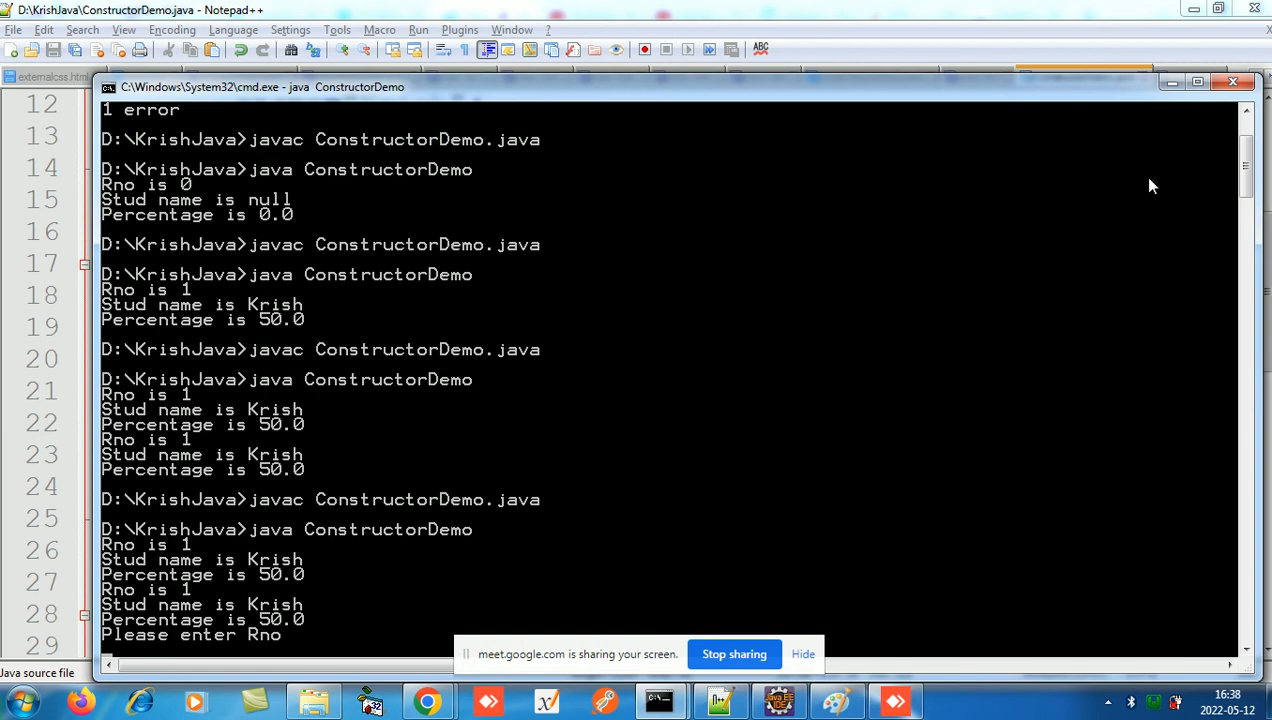 D:\KrishJava\ConstructorDemo.java - Notepad++
File Edit Search View Encoding Language Settings Tools Macro Run Plugins Window ?
ABC
externalcss.html
C:\Windows\System32\cmd.exe - java ConstructorDemo
12
1 error
13
D:\KrishJava>javac ConstructorDemo.java
14
D:\KrishJava>java ConstructorDemo
Rno is 0
15
Stud name is null
Percentage is 0.0
16
D:\KrishJava>javac ConstructorDemo.java
17
D:\KrishJava>java ConstructorDemo
Rno is 1
18
Stud name is Krish
Percentage is 50.0
19
D:\KrishJava>javac ConstructorDemo.java
20
D:\KrishJava>java ConstructorDemo
21
Rno is 1
Stud name is Krish
22
Percentage is 50.0
Rno is 1
23
Stud name is Krish
Percentage is 50.0
24
D:\KrishJava>javac ConstructorDemo.java
25
D:\KrishJava>java ConstructorDemo
26
Rno is 1
Stud name is Krish
27
Percentage is 50.0
Rno is 1
28
Stud name is Krish
Percentage is 50.0
29
Please enter Rno
meet.google.com is sharing your screen. Stop sharing Hide
Java source file
16:38
2022-05-12